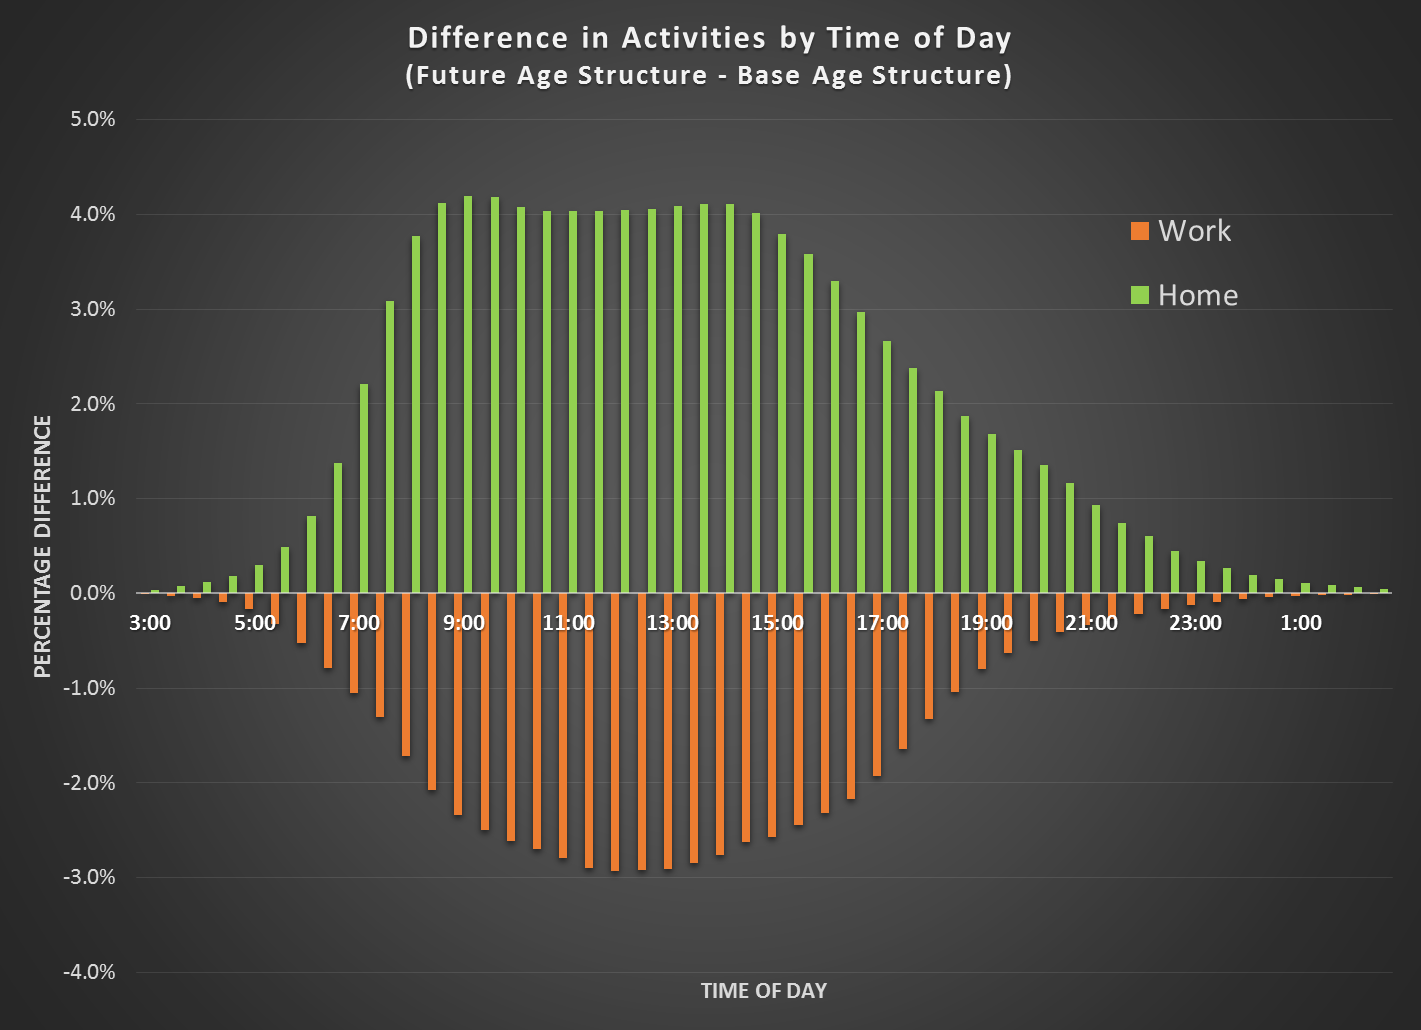 Difference in Activities by Time of Day
(Future Age Structure - Base Age Structure)
5.0%
4.0%
3.0%
2.0%
1.0%
0.0%
-1.0%
-2.0%
-3.0%
-4.0%
PERCENTAGE DIFFERENCE
Work
Home
3:00 5:00 7:00 9:00 11:00 13:00 15:00 17:00 19:00 21:00 23:00 1:00
TIME OF DAY